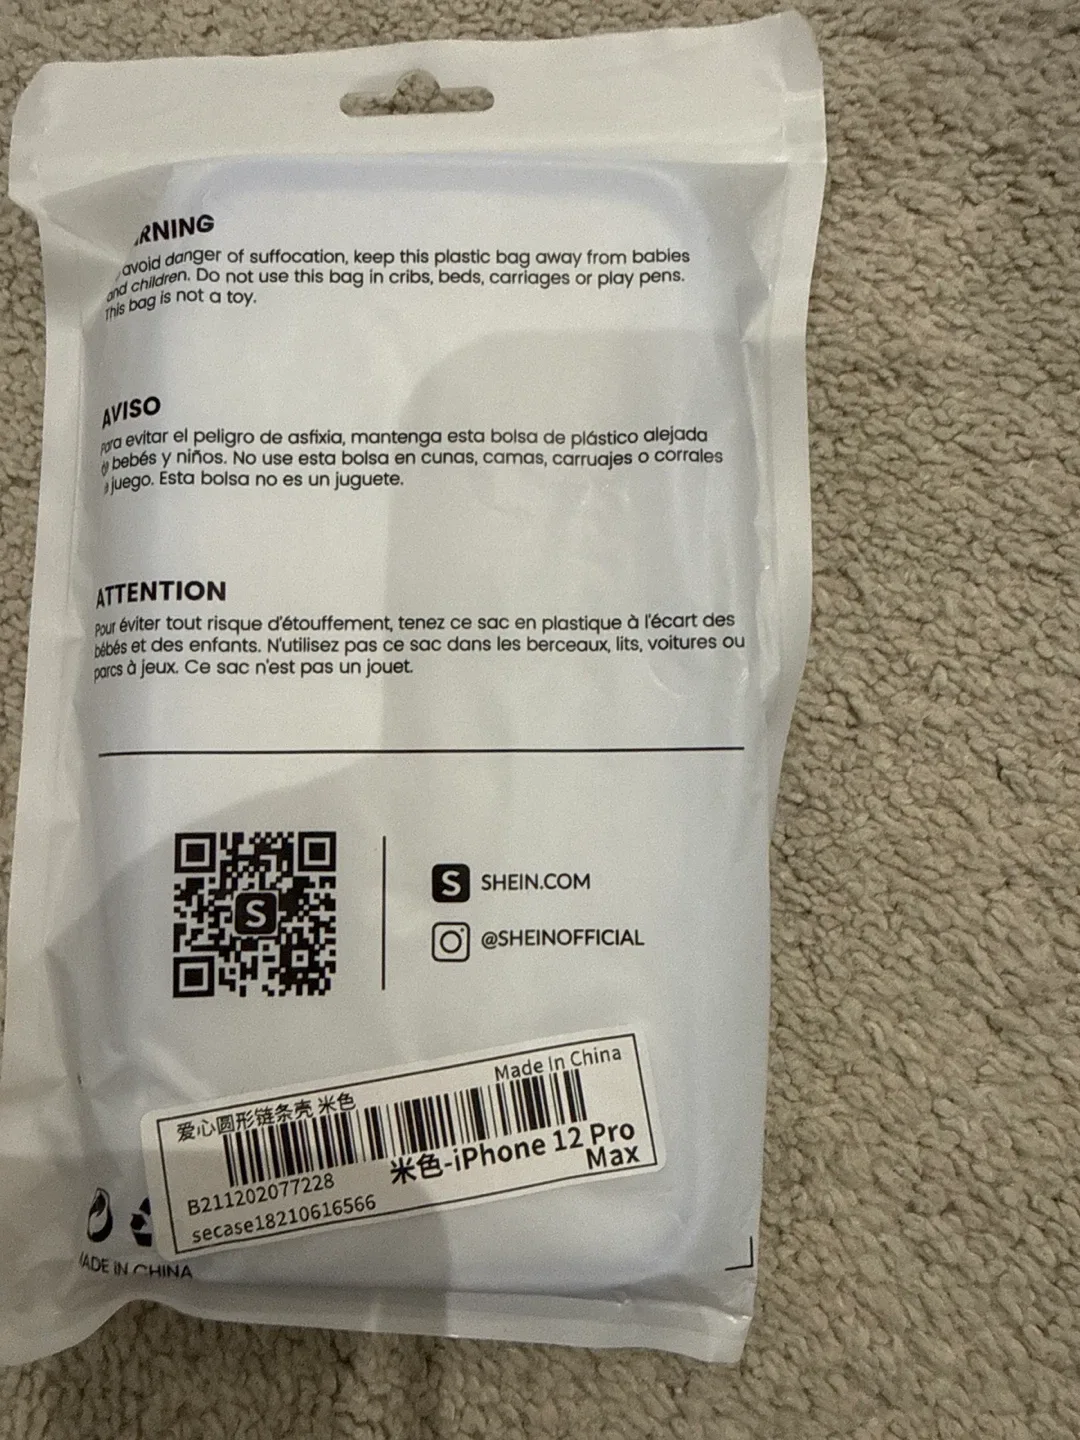 RNING
avoid danger of suffocation, keep this plastic bag away from babies
and children. Do not use this bag in cribs, beds, carriages or play pens.
This bag is not a toy.
AVISO
Para evitar el peligro de asfixia, mantenga esta bolsa de plástico alejada
de bebés y niños. No use esta bolsa en cunas, camas, carruajes o corrales
juego. Esta bolsa no es un juguete.
ATTENTION
Pour éviter tout risque d'étouffement, tenez ce sac en plastique à l'écart des
bébés et des enfants. N'utilisez pas ce sac dans les berceaux, lits, voitures ou
parcs à jeux. Ce sac n'est pas un jouet.
S
S SHEIN.COM
@SHEINOFFICIAL
Made In China
爱心圆形链条壳 米色
米色-iPhone 12 Pro
Max
B211202077228
secase18210616566
MADE IN CHINA